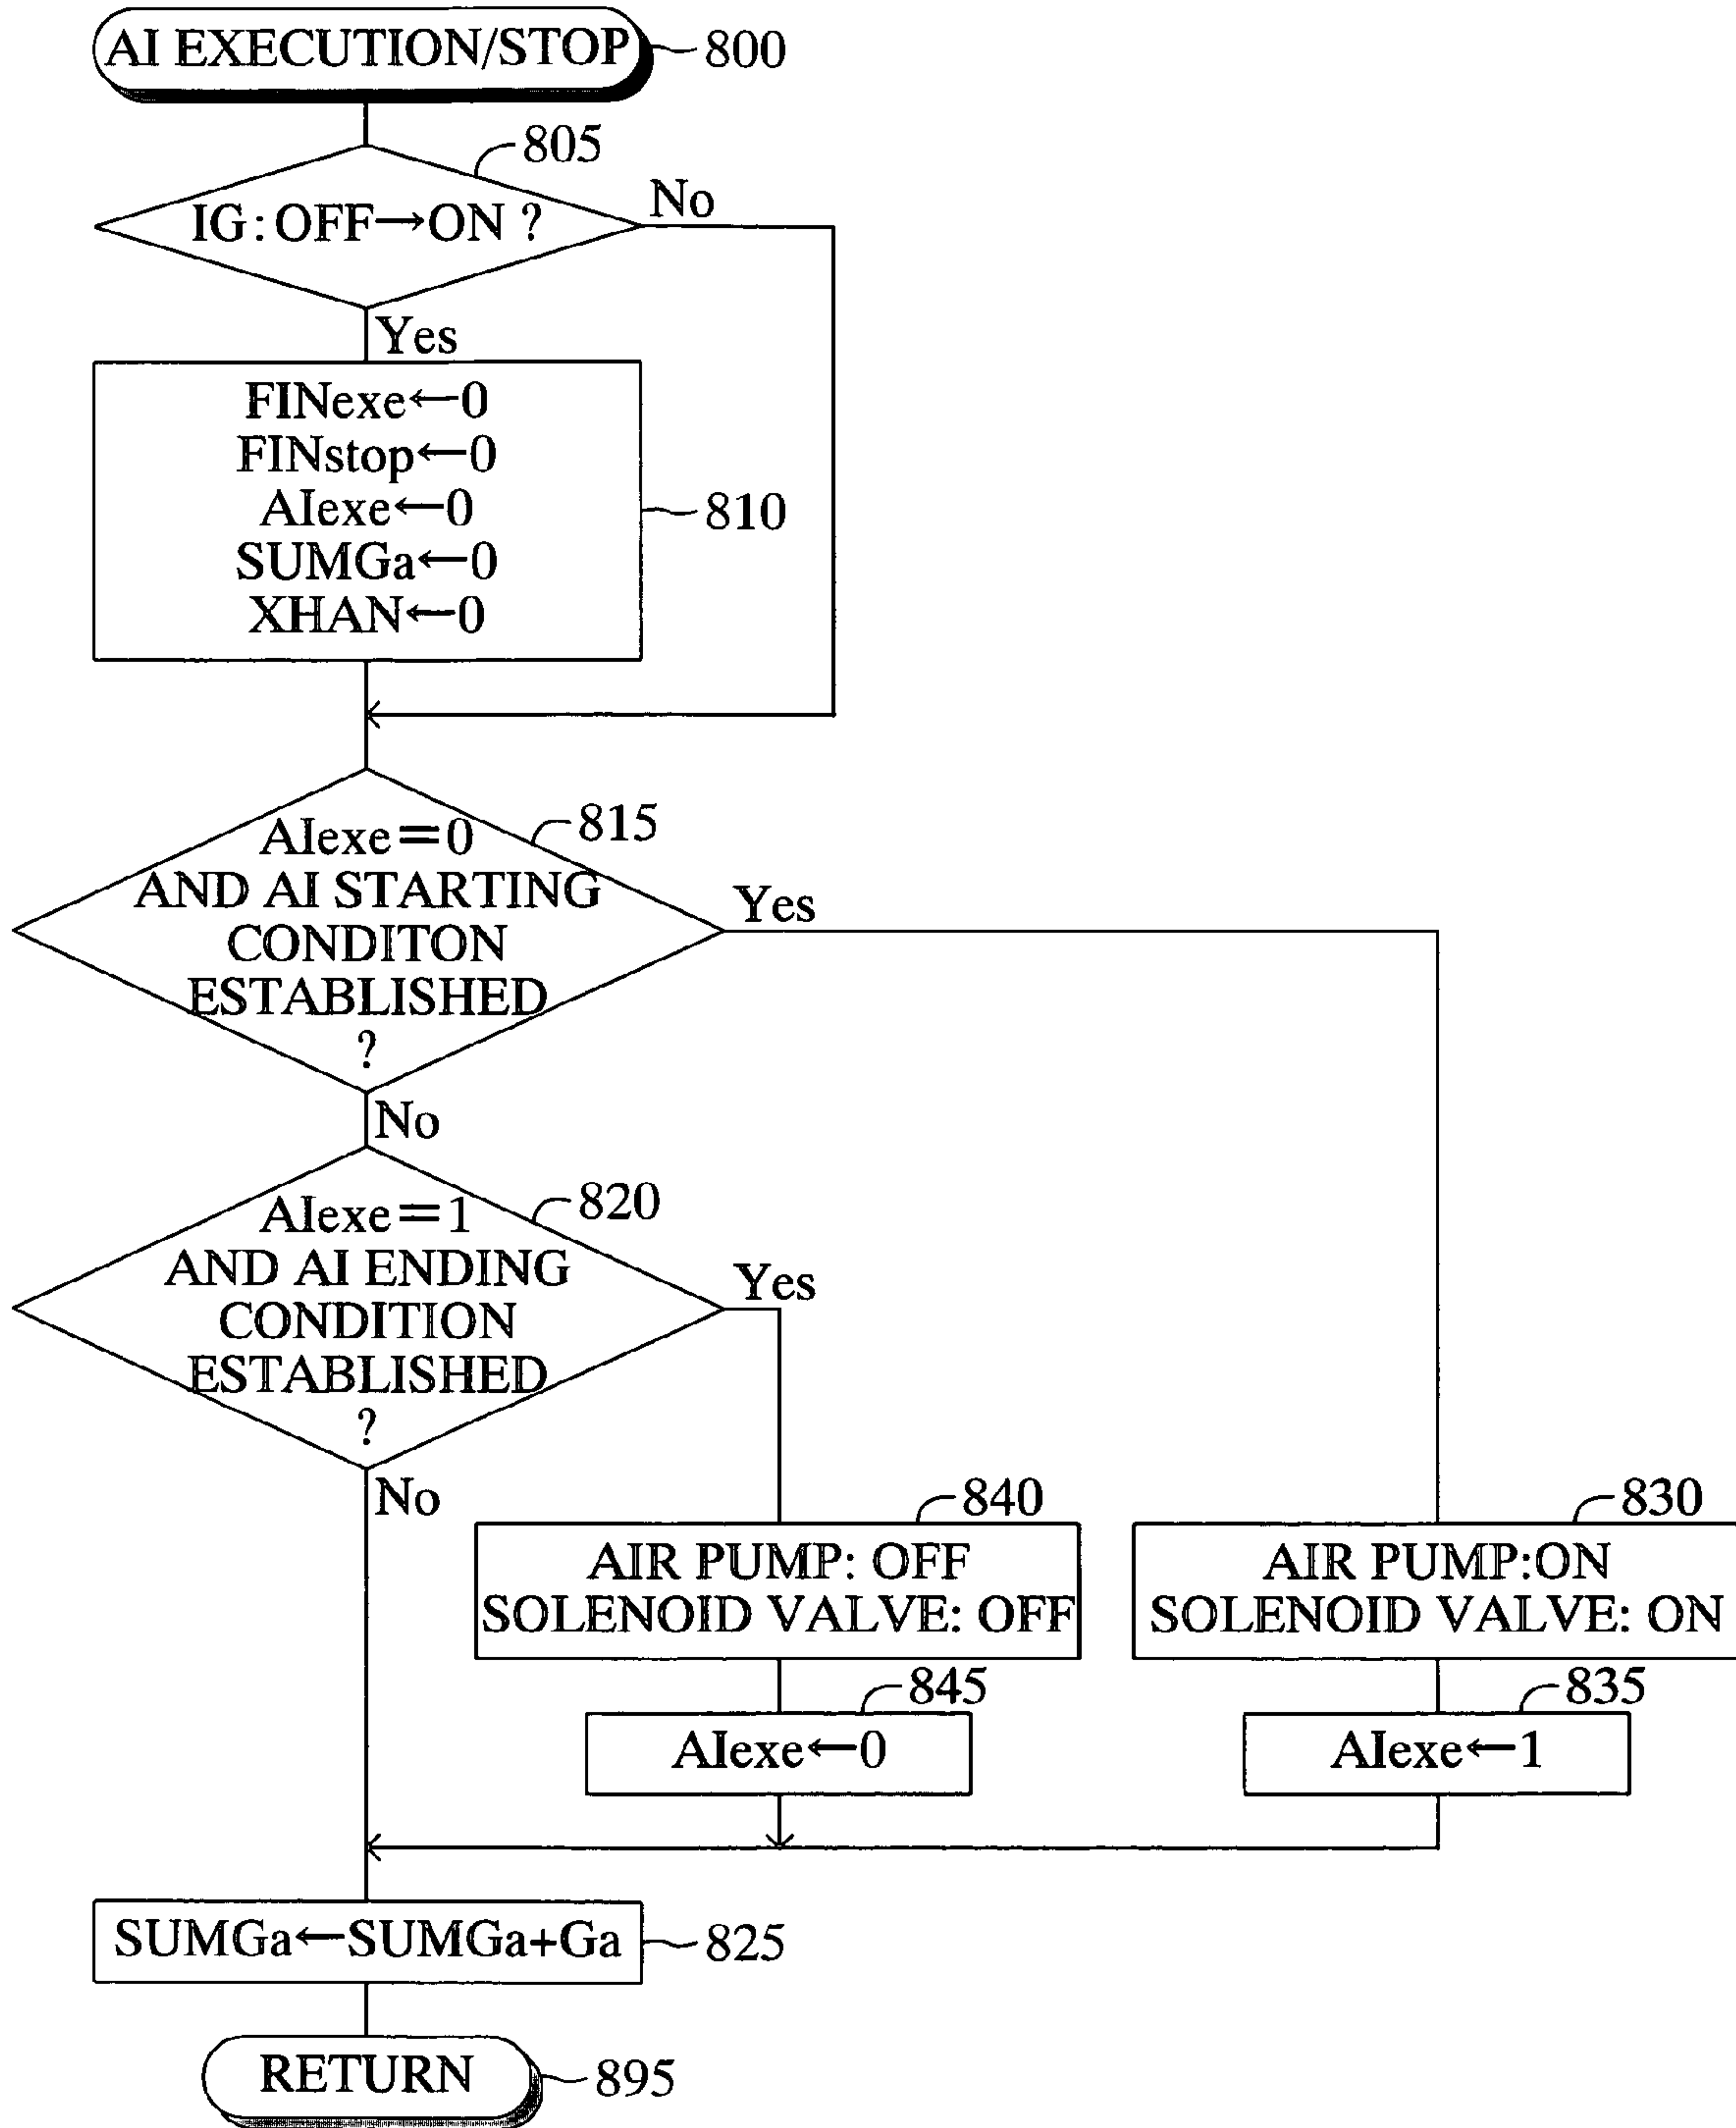 AI EXECUTION/STOP
800
805
IG: OFF→ON ?
No
Yes
FINexe←0
FINstop←0
AIexe←0
SUMGa←0
XHAN←0
810
AIexe=0
AND AI STARTING
CONDITON
ESTABLISHED
?
815
Yes
No
AIexe=1
AND AI ENDING
CONDITION
ESTABLISHED
?
820
Yes
No
840
AIR PUMP: OFF
SOLENOID VALVE: OFF
830
AIR PUMP:ON
SOLENOID VALVE: ON
845
AIexe←0
835
AIexe←1
SUMGa←SUMGa+Ga
825
RETURN
895